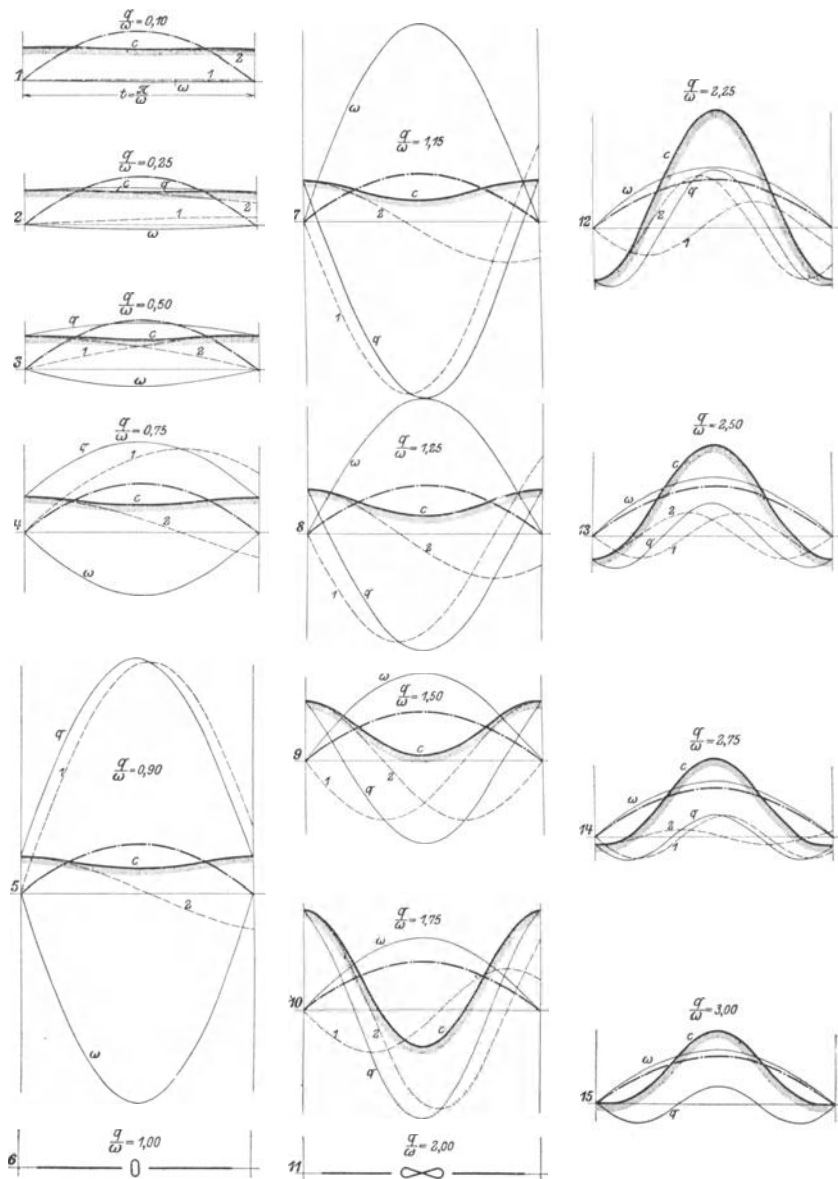 q/ω = 0,10
c
2
1
1
ω
t = π/ω
q/ω = 0,25
c
q
1
2
2
ω
q/ω = 0,50
q
c
1
2
3
ω
q/ω = 0,75
q
1
c
4
2
ω
q
1
q/ω = 0,90
c
5
2
ω
q/ω = 1,00
6
ω
q/ω = 1,15
7
c
2
1
q
q/ω = 1,25
ω
c
8
2
q
1
ω
q/ω = 1,50
9
c
2
1
q
q/ω = 1,75
ω
10
1
2
c
q
q/ω = 2,00
11
q/ω = 2,25
c
ω
q
2
12
1
q/ω = 2,50
c
ω
2
13
q
1
q/ω = 2,75
c
ω
q
2
14
1
q/ω = 3,00
c
ω
15
q